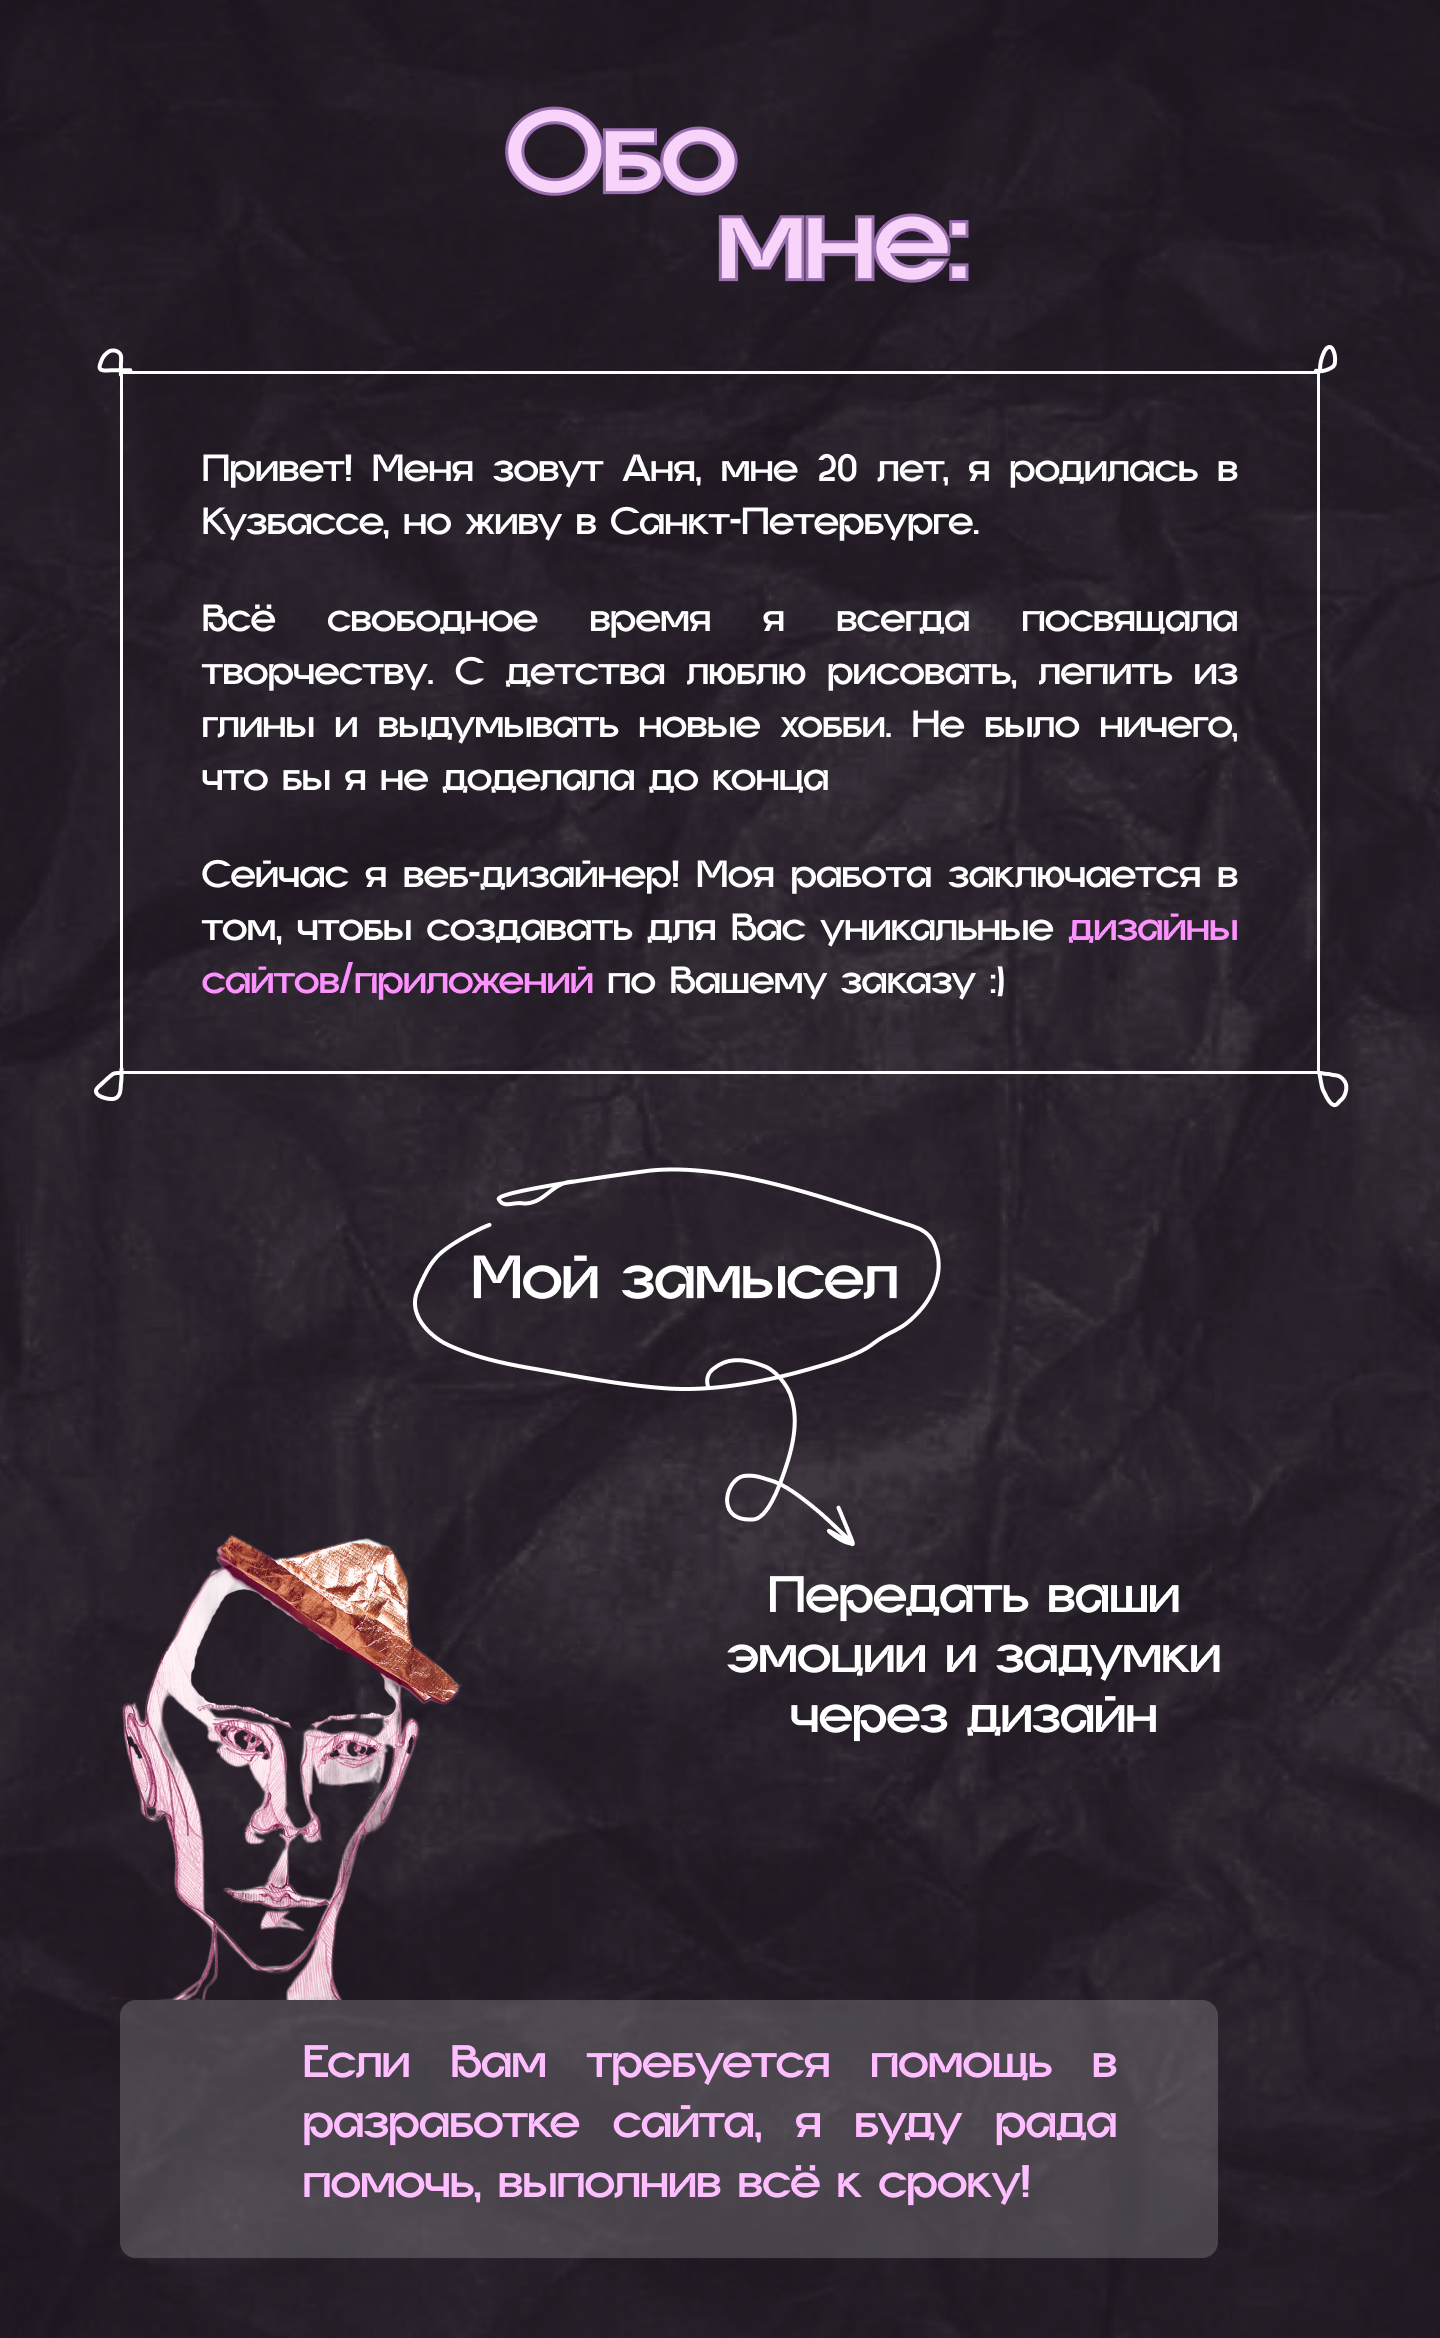 Обо
мне:
Привет! Меня зовут Аня, мне 20 лет, я родилась в
Кузбассе, но живу в Санкт-Петербурге.
Всё свободное время я всегда посвящала
творчеству. С детства люблю рисовать, лепить из
глины и выдумывать новые хобби. Не было ничего,
что бы я не доделала до конца
Сейчас я веб-дизайнер! Моя работа заключается в
том, чтобы создавать для Вас уникальные дизайны
сайтов/приложений по Вашему заказу :)
Мой замысел
Передать ваши
эмоции и задумки
через дизайн
Если Вам требуется помощь в
разработке сайта, я буду рада
помочь, выполнив всё к сроку!